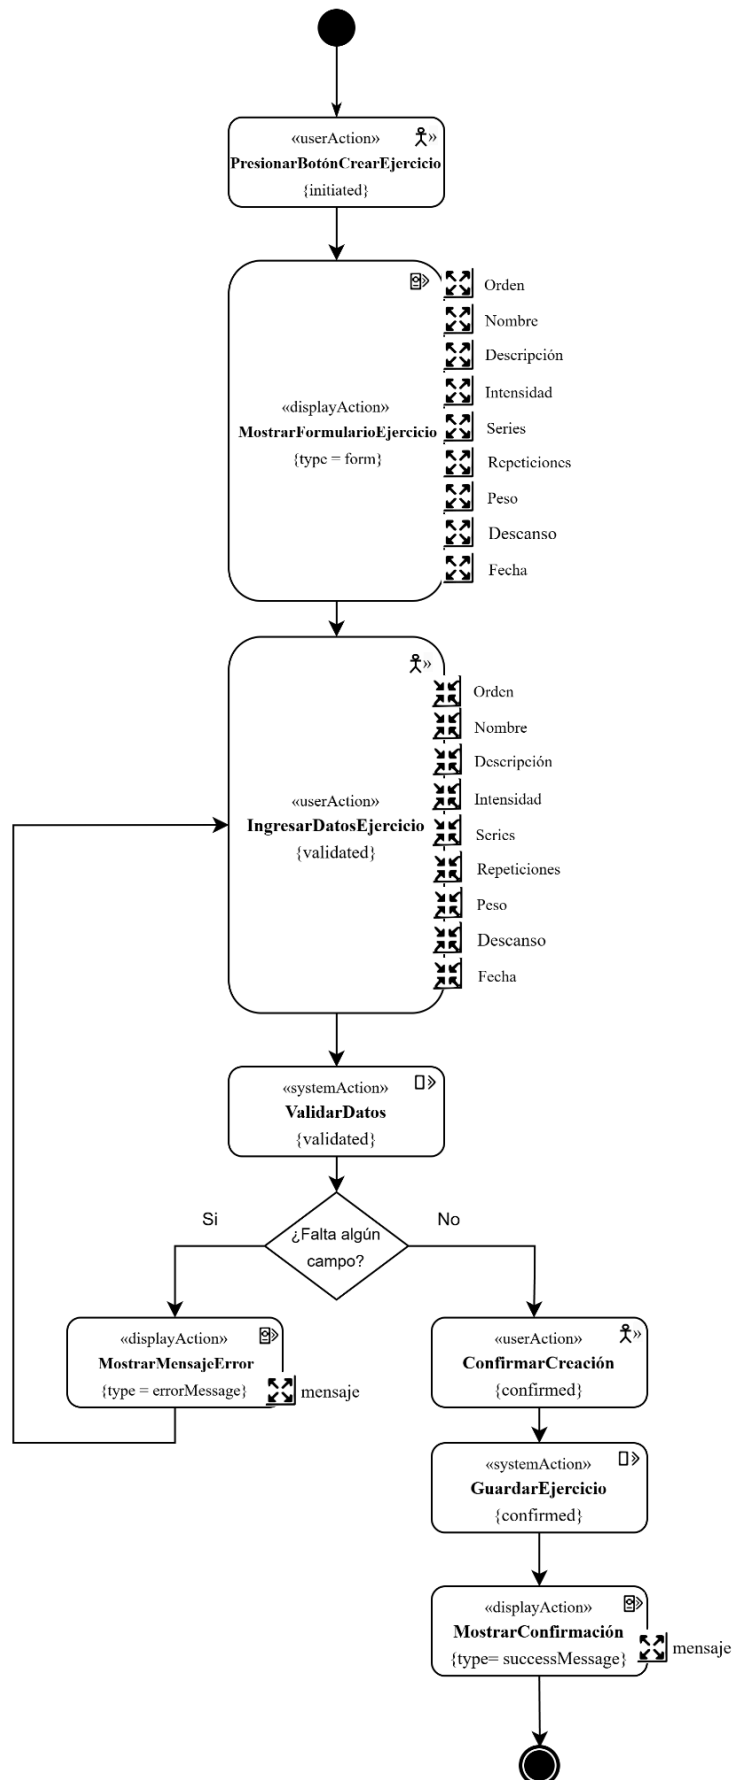 «userAction»
PresionarBotónCrearEjercicio
{initiated}
Orden
Nombre
Descripción
Intensidad
Series
Repeticiones
Peso
Descanso
Fecha
«displayAction»
MostrarFormularioEjercicio
{type = form}
«userAction»
IngresarDatosEjercicio
{validated}
Orden
Nombre
Descripción
Intensidad
Series
Repeticiones
Peso
Descanso
Fecha
«systemAction»
ValidarDatos
{validated}
Si
¿Falta algún
campo?
No
«displayAction»
MostrarMensajeError
{type = errorMessage}
mensaje
«userAction»
ConfirmarCreación
{confirmed}
«systemAction»
GuardarEjercicio
{confirmed}
«displayAction»
MostrarConfirmación
{type= successMessage}
mensaje